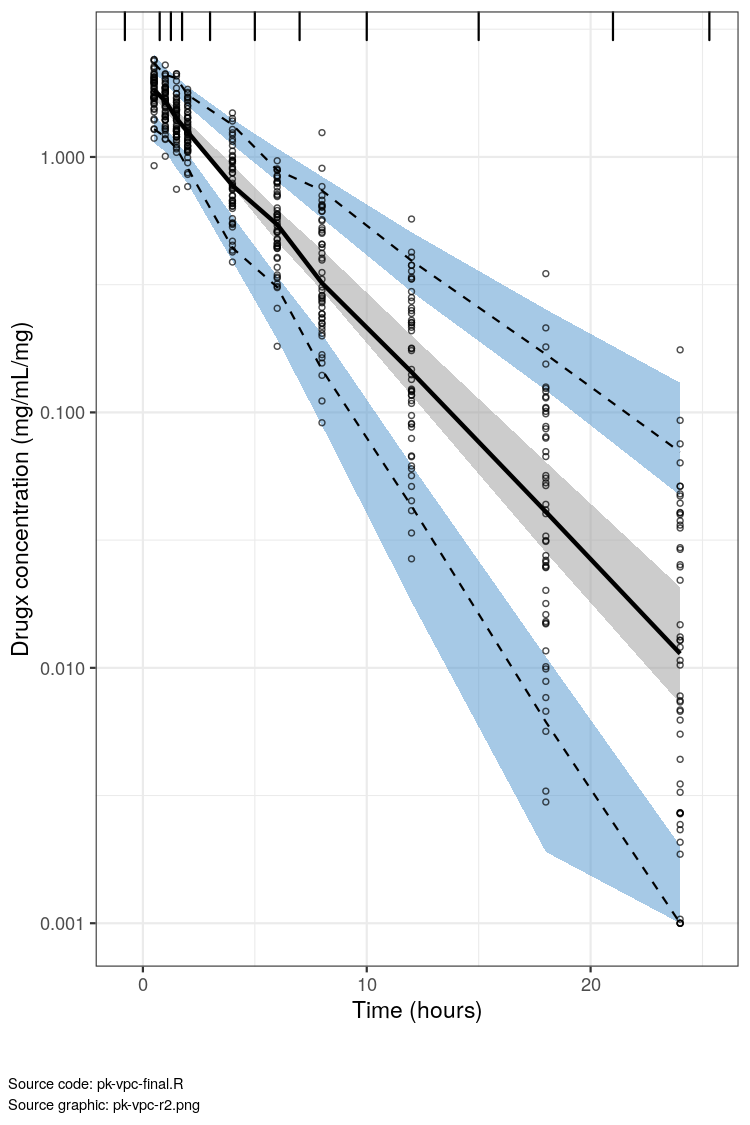 Drugx concentration (mg/mL/mg)
1.000
0.100
0.010
0.001
0
10
20
Time (hours)
Source code: pk-vpc-final.R
Source graphic: pk-vpc-r2.png